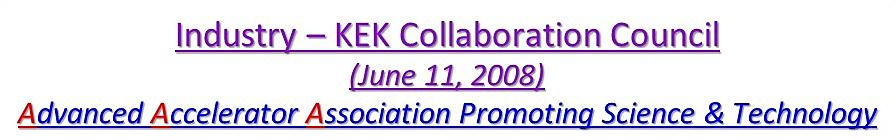 Industry – KEK Collaboration Council
(June 11, 2008)
Advanced Accelerator Association Promoting Science & Technology